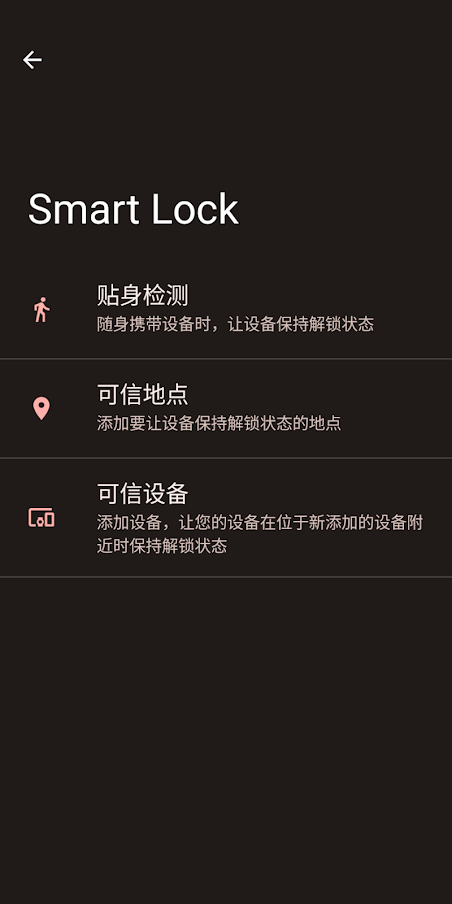 Smart Lock
贴身检测
随身携带设备时，让设备保持解锁状态
可信地点
添加要让设备保持解锁状态的地点
可信设备
添加设备，让您的设备在位于新添加的设备附
近时保持解锁状态